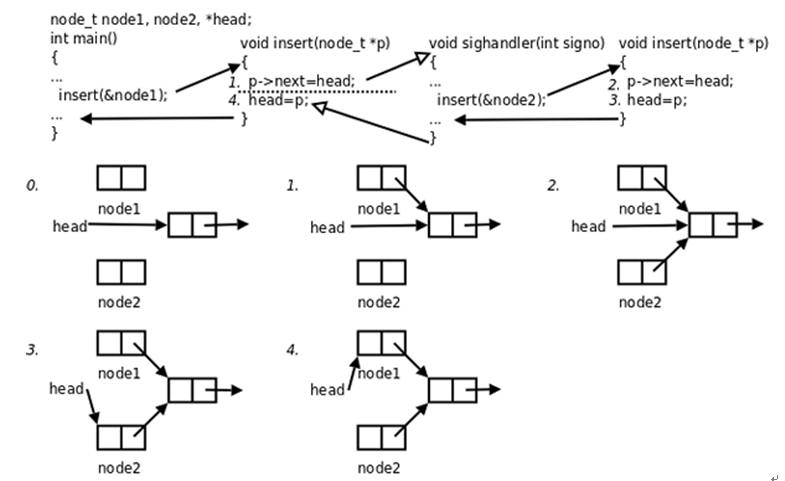 node_t node1, node2, *head;
int main()
{
...
insert(&node1);
...
}
void insert(node_t *p)
{
1. p->next=head;
4. head=p;
}
void sighandler(int signo)
{
...
insert(&node2);
...
}
void insert(node_t *p)
{
2. p->next=head;
3. head=p;
}
0.
node1
head
node2
1.
node1
head
node2
2.
node1
head
node2
3.
node1
head
node2
4.
node1
head
node2